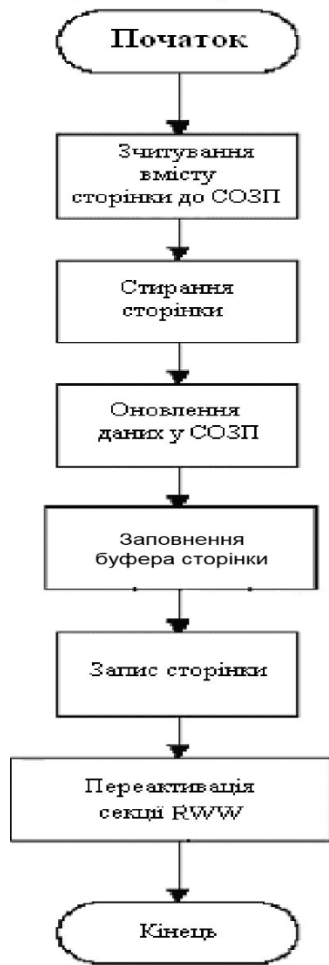 Початок
Зчитування
вмісту
сторінки до СОЗП
Стирання
сторінки
Оновлення
даних у СОЗП
Заповнення
буфера сторінки
Запис сторінки
Переактивація
секції RWW
Кінець